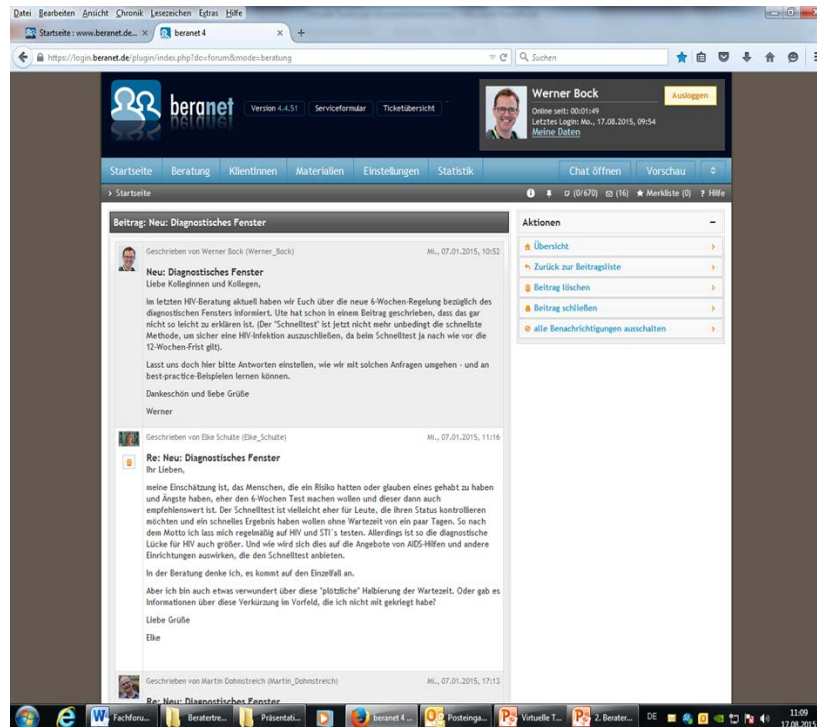 Datei Bearbeiten Ansicht Chronik Lesezeichen Extras Hilfe
Startseite : www.beranet.de... × beranet 4 × +
https://login.beranet.de/plugin/index.php?do=forum&mode=beratung Suchen
beranet Version 4.4.51 Serviceformular Ticketübersicht
Werner Bock
Ausloggen
Online seit: 00:01:49
Letztes Login: Mo., 17.08.2015, 09:54
Meine Daten
Startseite Beratung KlientInnen Materialien Einstellungen Statistik Chat öffnen Vorschau
› Startseite (0/670) (16) Merkliste (0) ? Hilfe
Beitrag: Neu: Diagnostisches Fenster
Geschrieben von Werner Bock (Werner_Bock) Mi., 07.01.2015, 10:52
Neu: Diagnostisches Fenster
Liebe Kolleginnen und Kollegen,
im letzten HIV-Beratung aktuell haben wir Euch über die neue 6-Wochen-Regelung bezüglich des
diagnostischen Fensters informiert. Ute hat schon in einem Beitrag geschrieben, dass das gar
nicht so leicht zu erklären ist. (Der "Schnelltest" ist jetzt nicht mehr unbedingt die schnellste
Methode, um sicher eine HIV-Infektion auszuschließen, da beim Schnelltest ja nach wie vor die
12-Wochen-Frist gilt).
Lasst uns doch hier bitte Antworten einstellen, wie wir mit solchen Anfragen umgehen - und an
best-practice-Beispielen lernen können.
Dankeschön und liebe Grüße
Werner
Geschrieben von Elke Schulte (Elke_Schulte) Mi., 07.01.2015, 11:16
Re: Neu: Diagnostisches Fenster
Ihr Lieben,
meine Einschätzung ist, das Menschen, die ein Risiko hatten oder glauben eines gehabt zu haben
und Ängste haben, eher den 6-Wochen Test machen wollen und dieser dann auch
empfehlenswert ist. Der Schnelltest ist vielleicht eher für Leute, die ihren Status kontrollieren
möchten und ein schnelles Ergebnis haben wollen ohne Wartezeit von ein paar Tagen. So nach
dem Motto ich lass mich regelmäßig auf HIV und STI´s testen. Allerdings ist so die diagnostische
Lücke für HIV auch größer. Und wie wird sich dies auf die Angebote von AIDS-Hilfen und andere
Einrichtungen auswirken, die den Schnelltest anbieten.
In der Beratung denke ich, es kommt auf den Einzelfall an.
Aber ich bin auch etwas verwundert über diese "plötzliche" Halbierung der Wartezeit. Oder gab es
Informationen über diese Verkürzung im Vorfeld, die ich nicht mit gekriegt habe?
Liebe Grüße
Elke
Geschrieben von Martin Dohmstreich (Martin_Dohmstreich) Mi., 07.01.2015, 17:13
Re: Neu: Diagnostisches Fenster
Aktionen
Übersicht
Zurück zur Beitragsliste
Beitrag löschen
Beitrag schließen
alle Benachrichtigungen ausschalten
Fachforu... Beratertre... Präsentati... beranet 4 ... Posteinga... Virtuelle T... 2. Berater... DE 11:09
17.08.2015